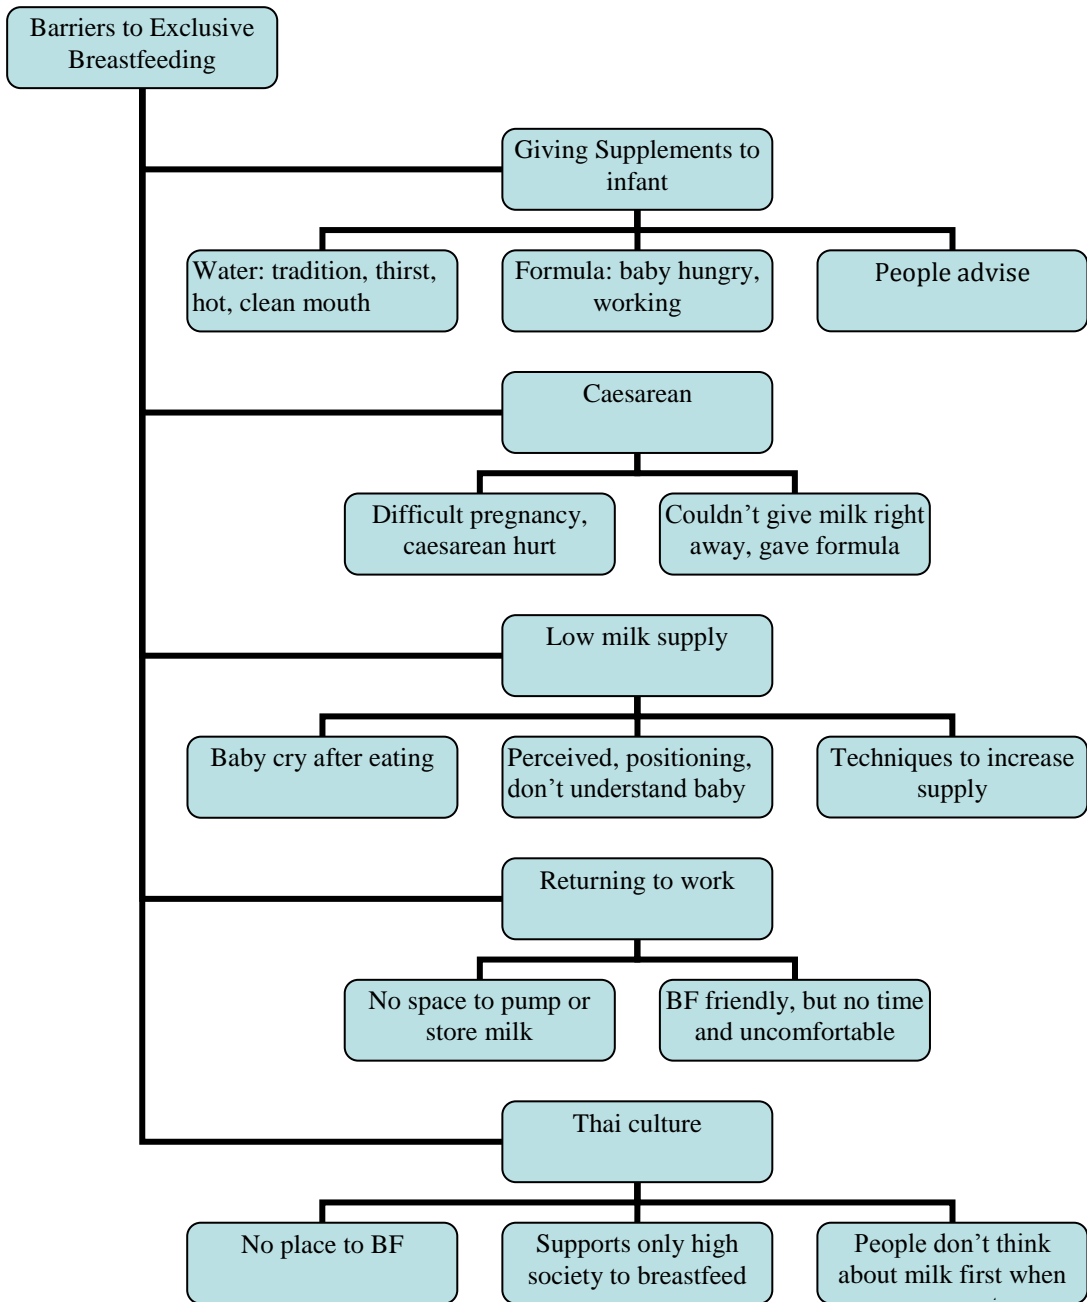 Barriers to Exclusive
Breastfeeding
Giving Supplements to
infant
Water: tradition, thirst,
hot, clean mouth
Formula: baby hungry,
working
People advise
Caesarean
Difficult pregnancy,
caesarean hurt
Couldn’t give milk right
away, gave formula
Low milk supply
Baby cry after eating
Perceived, positioning,
don’t understand baby
Techniques to increase
supply
Returning to work
No space to pump or
store milk
BF friendly, but no time
and uncomfortable
Thai culture
No place to BF
Supports only high
society to breastfeed
People don’t think
about milk first when